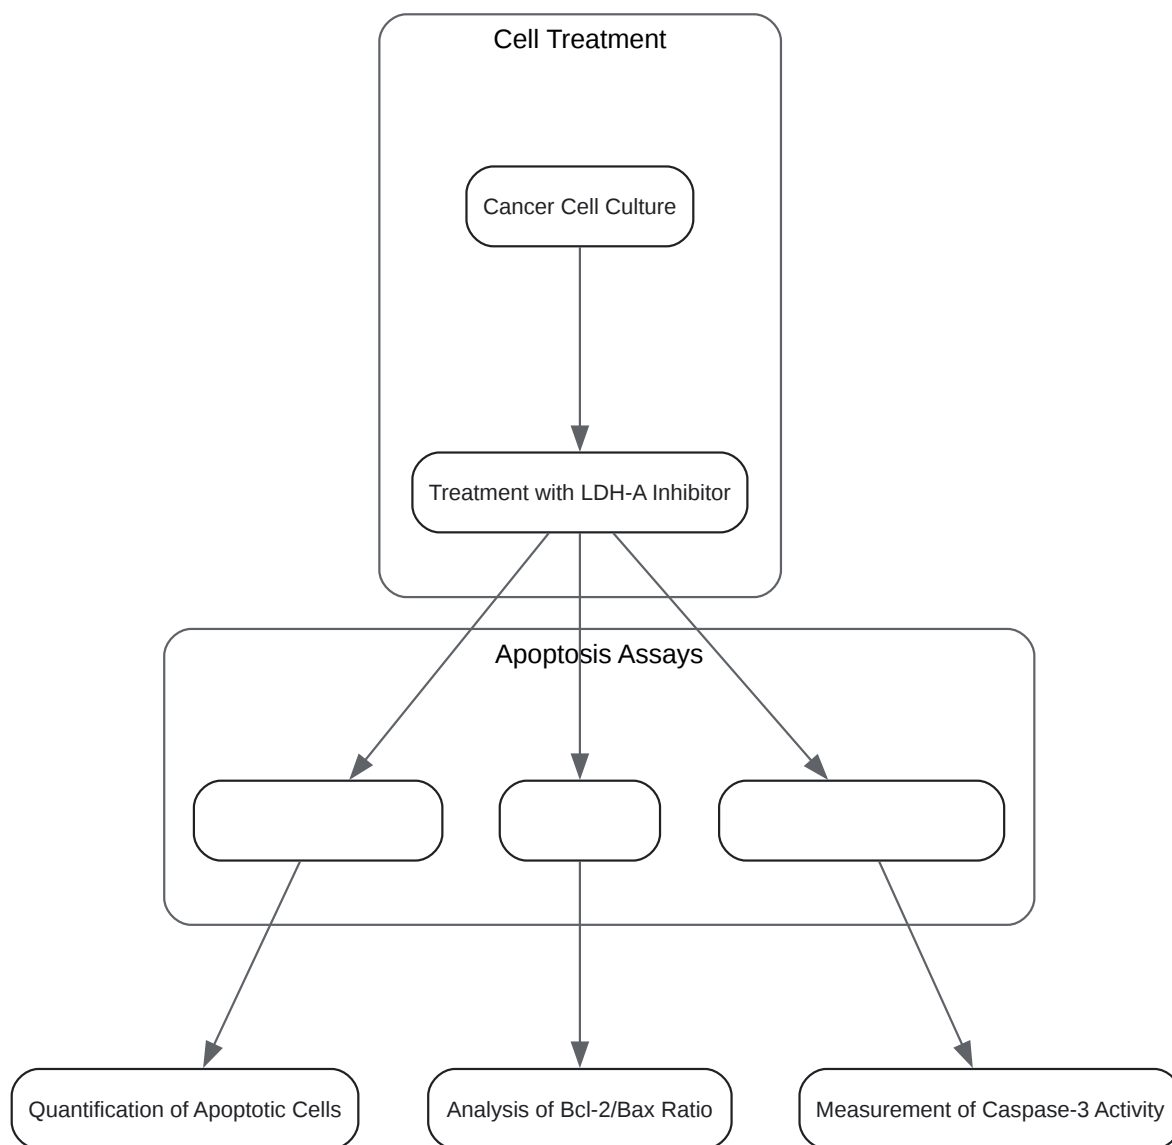 Cell Treatment
Cancer Cell Culture
Treatment with LDH-A Inhibitor
Apoptosis Assays
Quantification of Apoptotic Cells
Analysis of Bcl-2/Bax Ratio
Measurement of Caspase-3 Activity